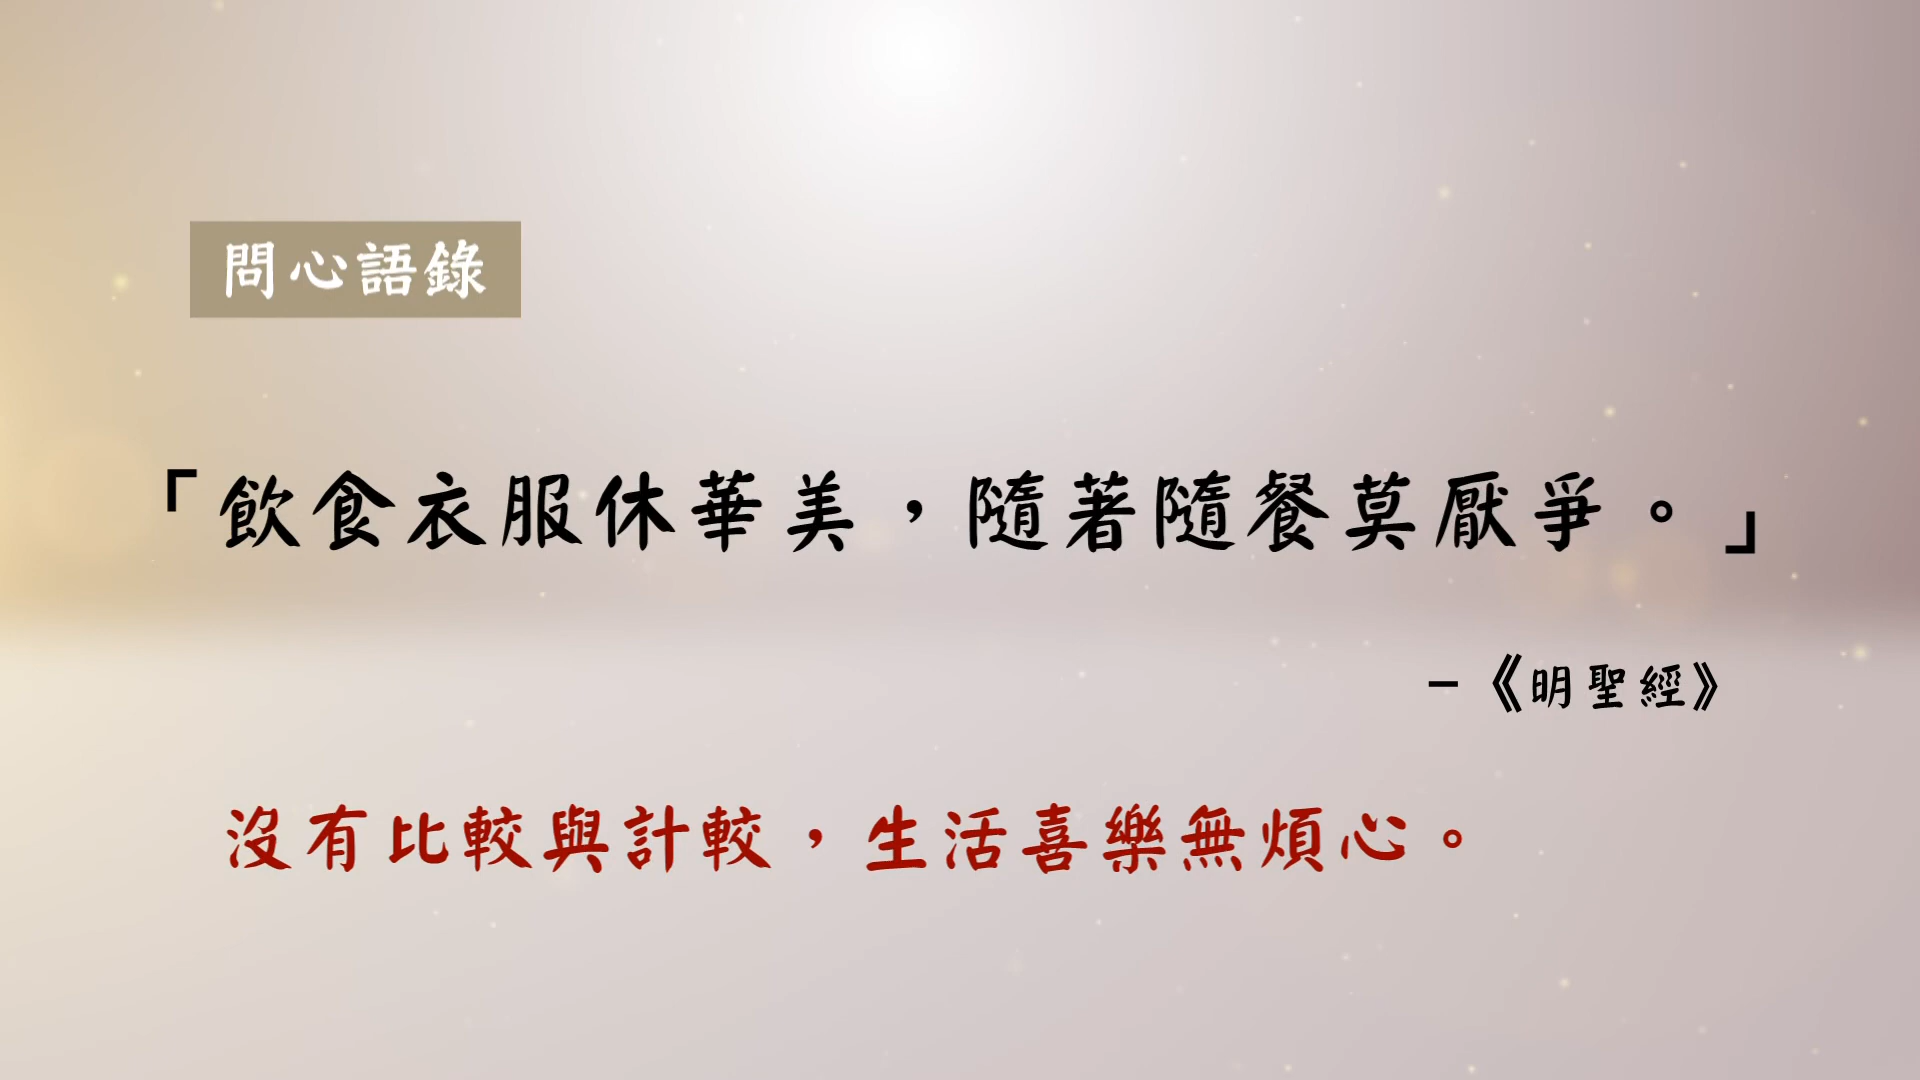 問心語錄
「飲食衣服休華美，隨著隨餐莫厭爭。」
–《明聖經》
沒有比較與計較，生活喜樂無煩心。